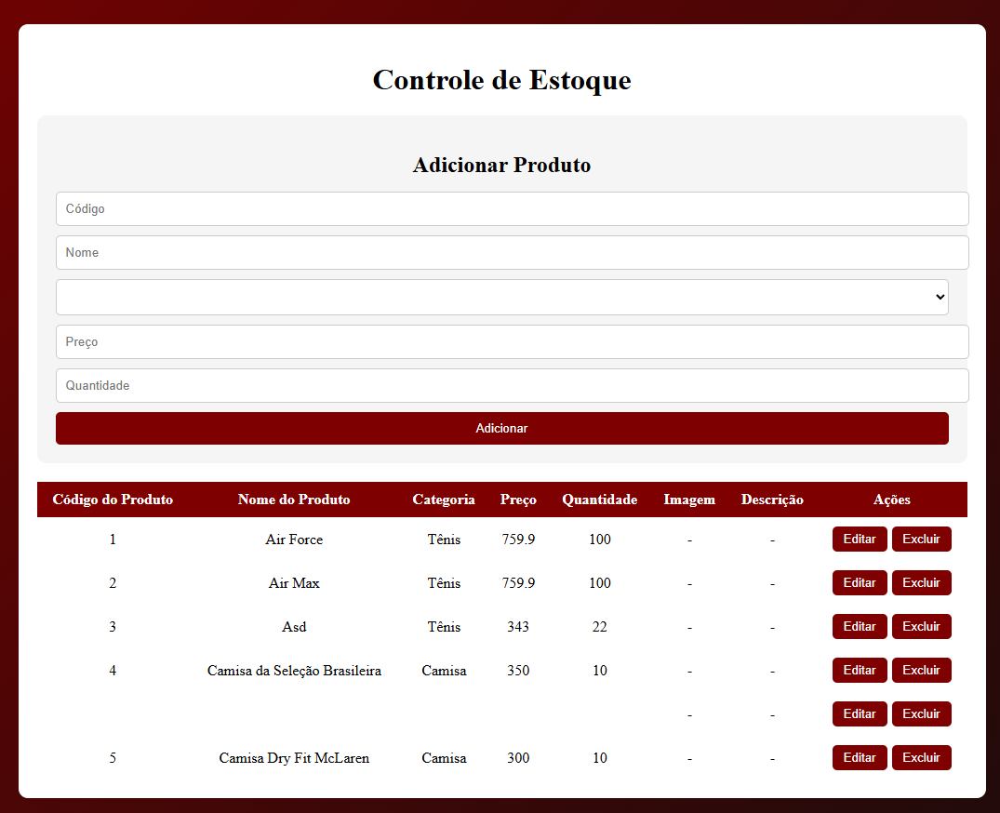 Controle de Estoque
Adicionar Produto
Código
Nome
Preço
Quantidade
Adicionar
Código do Produto Nome do Produto Categoria Preço Quantidade Imagem Descrição Ações
1 Air Force Tênis 759.9 100 - - Editar Excluir
2 Air Max Tênis 759.9 100 - - Editar Excluir
3 Asd Tênis 343 22 - - Editar Excluir
4 Camisa da Seleção Brasileira Camisa 350 10 - - Editar Excluir
- - Editar Excluir
5 Camisa Dry Fit McLaren Camisa 300 10 - - Editar Excluir